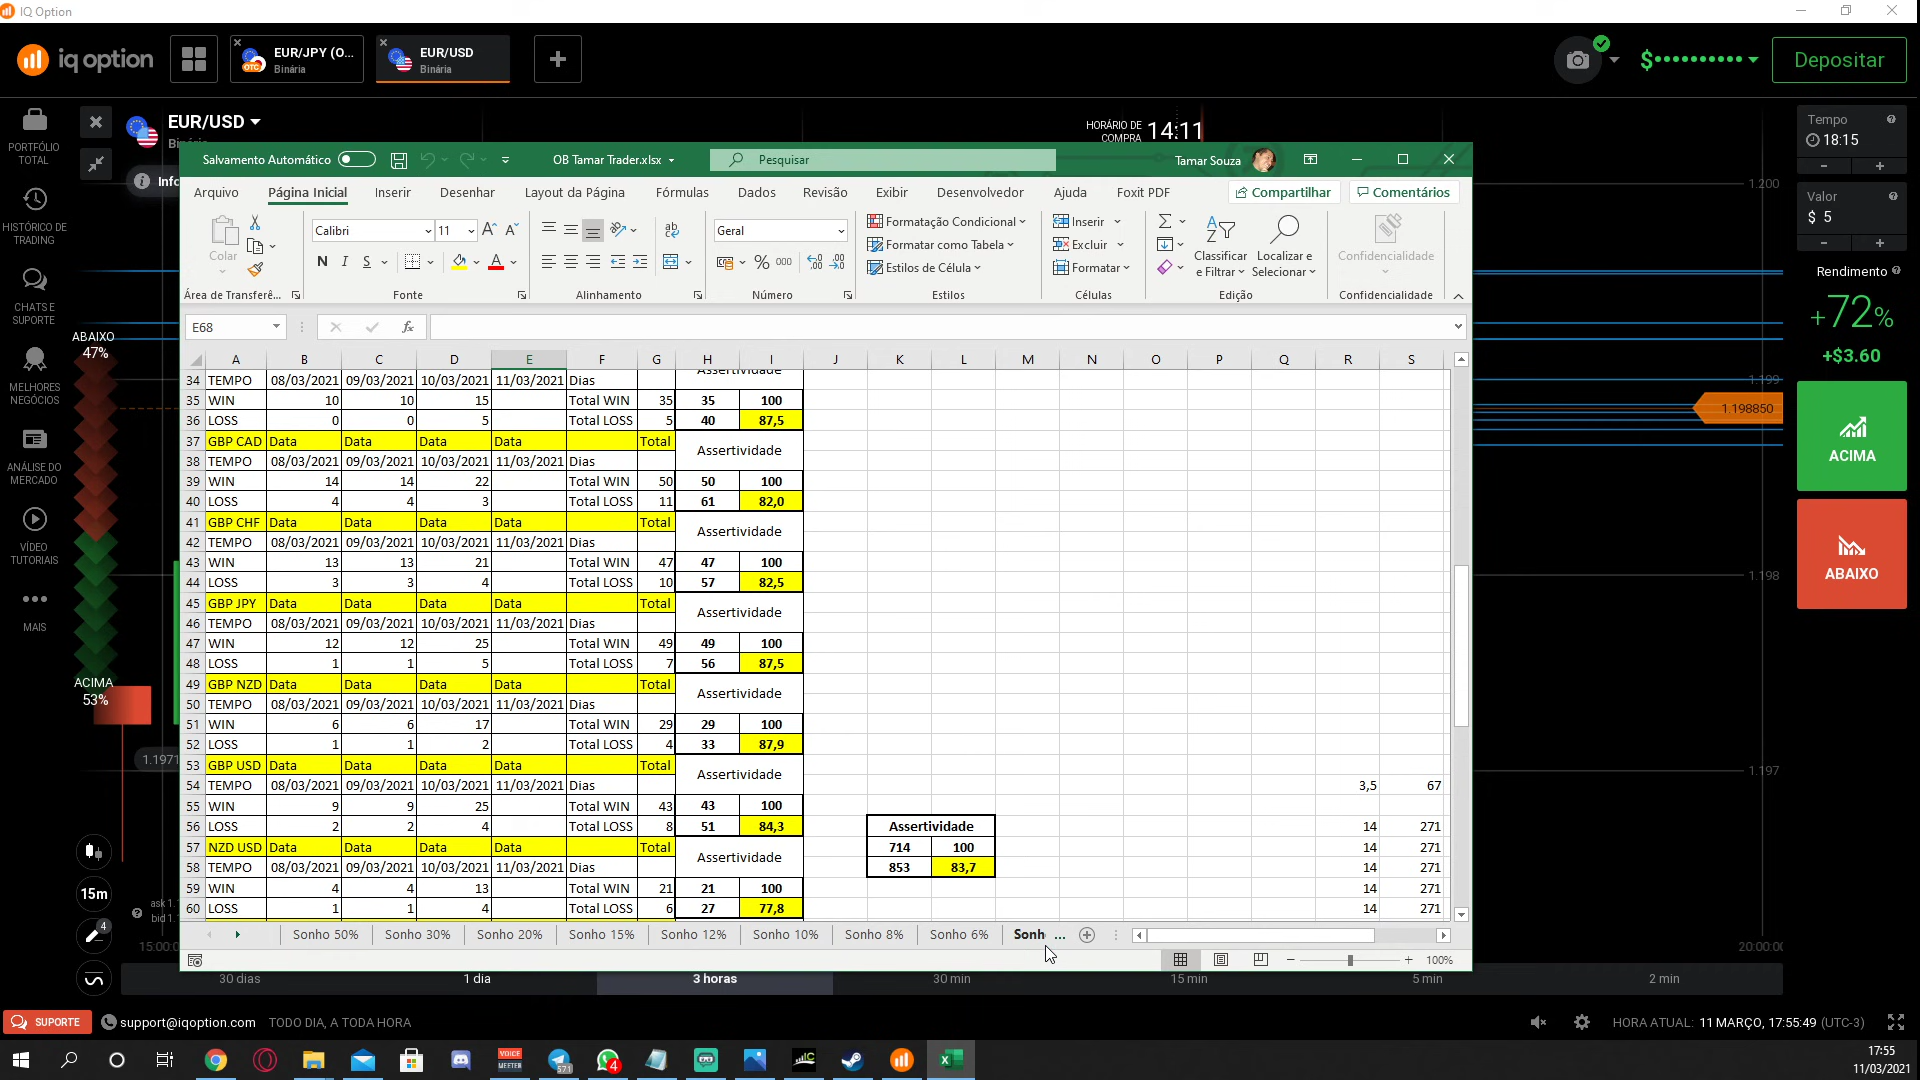 IQ Option
iq option
EUR/JPY (O...
Binária
OTC
EUR/USD
Binária
$
Depositar
EUR/USD
HORÁRIO DE
COMPRA
14:11
PORTFÓLIO
TOTAL
HISTÓRICO DE
TRADING
CHATS E
SUPORTE
MELHORES
NEGÓCIOS
ANÁLISE DO
MERCADO
VÍDEO
TUTORIAIS
MAIS
ABAIXO
47%
ACIMA
53%
15m
4
Tempo
18:15
Valor
$ 5
Rendimento
+72%
+$3.60
ACIMA
ABAIXO
1.200
1.199
1.198850
1.198
1.197
Salvamento Automático
OB Tamar Trader.xlsx
Pesquisar
Tamar Souza
Arquivo Página Inicial Inserir Desenhar Layout da Página Fórmulas Dados Revisão Exibir Desenvolvedor Ajuda Foxit PDF Compartilhar Comentários
Colar
Calibri 11
N I S
Geral
% 000
Formatação Condicional
Formatar como Tabela
Estilos de Célula
Inserir
Excluir
Formatar
Classificar
e Filtrar
Localizar e
Selecionar
Confidencialidade
Área de Transferê... Fonte Alinhamento Número Estilos Células Edição Confidencialidade
E68 fx
A B C D E F G H I J K L M N O P Q R S
34 TEMPO 08/03/2021 09/03/2021 10/03/2021 11/03/2021 Dias Assertividade
35 WIN 10 10 15 Total WIN 35 35 100
36 LOSS 0 0 5 Total LOSS 5 40 87,5
37 GBP CAD Data Data Data Data Total
Assertividade
38 TEMPO 08/03/2021 09/03/2021 10/03/2021 11/03/2021 Dias
39 WIN 14 14 22 Total WIN 50 50 100
40 LOSS 4 4 3 Total LOSS 11 61 82,0
41 GBP CHF Data Data Data Data Total
Assertividade
42 TEMPO 08/03/2021 09/03/2021 10/03/2021 11/03/2021 Dias
43 WIN 13 13 21 Total WIN 47 47 100
44 LOSS 3 3 4 Total LOSS 10 57 82,5
45 GBP JPY Data Data Data Data Total
Assertividade
46 TEMPO 08/03/2021 09/03/2021 10/03/2021 11/03/2021 Dias
47 WIN 12 12 25 Total WIN 49 49 100
48 LOSS 1 1 5 Total LOSS 7 56 87,5
49 GBP NZD Data Data Data Data Total
Assertividade
50 TEMPO 08/03/2021 09/03/2021 10/03/2021 11/03/2021 Dias
51 WIN 6 6 17 Total WIN 29 29 100
52 LOSS 1 1 2 Total LOSS 4 33 87,9
53 GBP USD Data Data Data Data Total
Assertividade
54 TEMPO 08/03/2021 09/03/2021 10/03/2021 11/03/2021 Dias 3,5 67
55 WIN 9 9 25 Total WIN 43 43 100
56 LOSS 2 2 4 Total LOSS 8 51 84,3 Assertividade 14 271
57 NZD USD Data Data Data Data Total 714 100 14 271
Assertividade
58 TEMPO 08/03/2021 09/03/2021 10/03/2021 11/03/2021 Dias 853 83,7 14 271
59 WIN 4 4 13 Total WIN 21 21 100 14 271
60 LOSS 1 1 4 Total LOSS 6 27 77,8 14 271
Sonho 50% Sonho 30% Sonho 20% Sonho 15% Sonho 12% Sonho 10% Sonho 8% Sonho 6% Sonh ...
100%
30 dias 1 dia 3 horas 30 min 15 min 5 min 2 min
SUPORTE support@iqoption.com TODO DIA, A TODA HORA
HORA ATUAL: 11 MARÇO, 17:55:49 (UTC-3)
VOICE
MEETER
571
4
17:55
11/03/2021